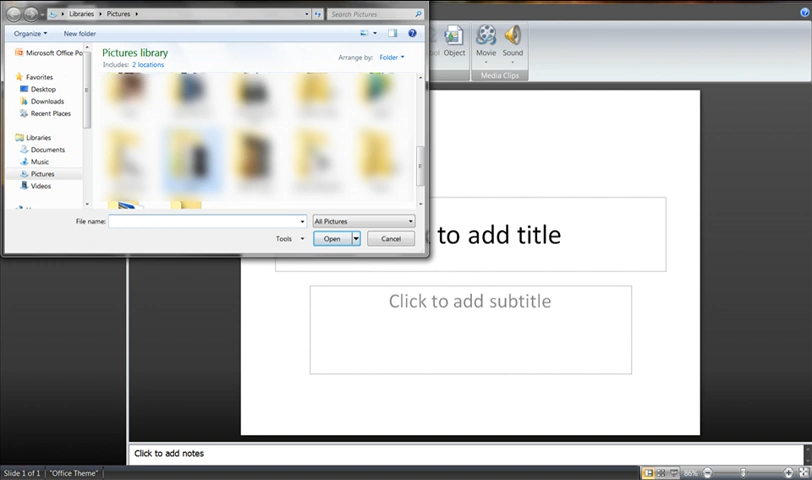 Libraries ▸ Pictures ▸
Search Pictures
Organize
New folder
Microsoft Office Po
Pictures library
Includes: 2 locations
Arrange by: Folder
Favorites
Desktop
Downloads
Recent Places
Libraries
Documents
Music
Pictures
Videos
File name:
All Pictures
Tools
Open
Cancel
Object
Movie
Sound
Media Clips
to add title
Click to add subtitle
Click to add notes
Slide 1 of 1
"Office Theme"
86%